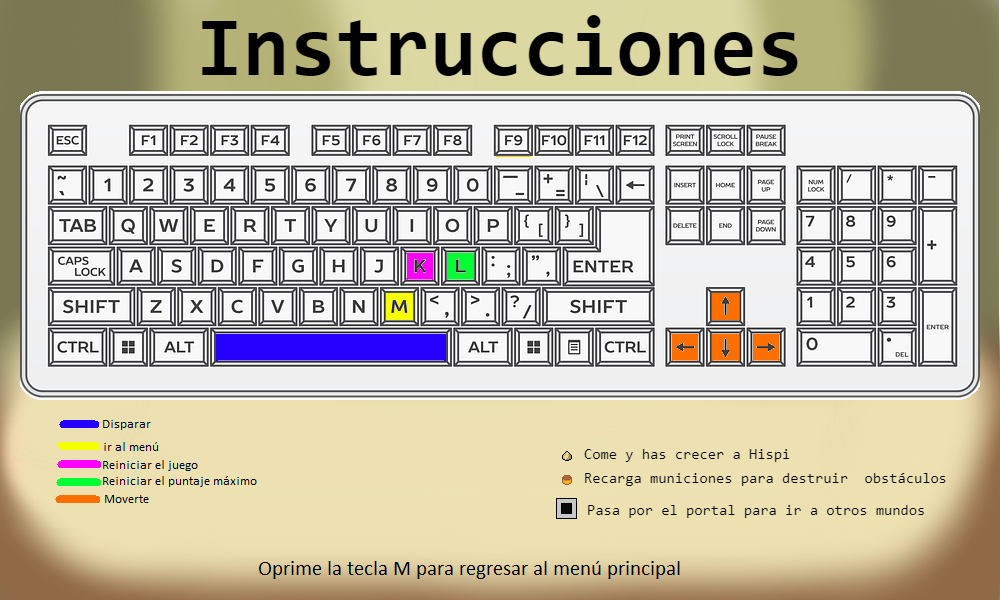 Instrucciones
ESC F1 F2 F3 F4 F5 F6 F7 F8 F9 F10 F11 F12 PRINT SCREEN SCROLL LOCK PAUSE BREAK
~ ` 1 2 3 4 5 6 7 8 9 0 — _ + = ¦ \ ← INSERT HOME PAGE UP NUM LOCK / * -
TAB Q W E R T Y U I O P { [ } ] DELETE END PAGE DOWN 7 8 9 +
CAPS LOCK A S D F G H J K L : ; " , ENTER 4 5 6
SHIFT Z X C V B N M < , > . ? / SHIFT ↑ 1 2 3 ENTER
CTRL ALT ALT CTRL ← ↓ → 0 • DEL
Disparar
ir al menú
Reiniciar el juego
Reiniciar el puntaje máximo
Moverte
Come y has crecer a Hispi
Recarga municiones para destruir obstáculos
Pasa por el portal para ir a otros mundos
Oprime la tecla M para regresar al menú principal